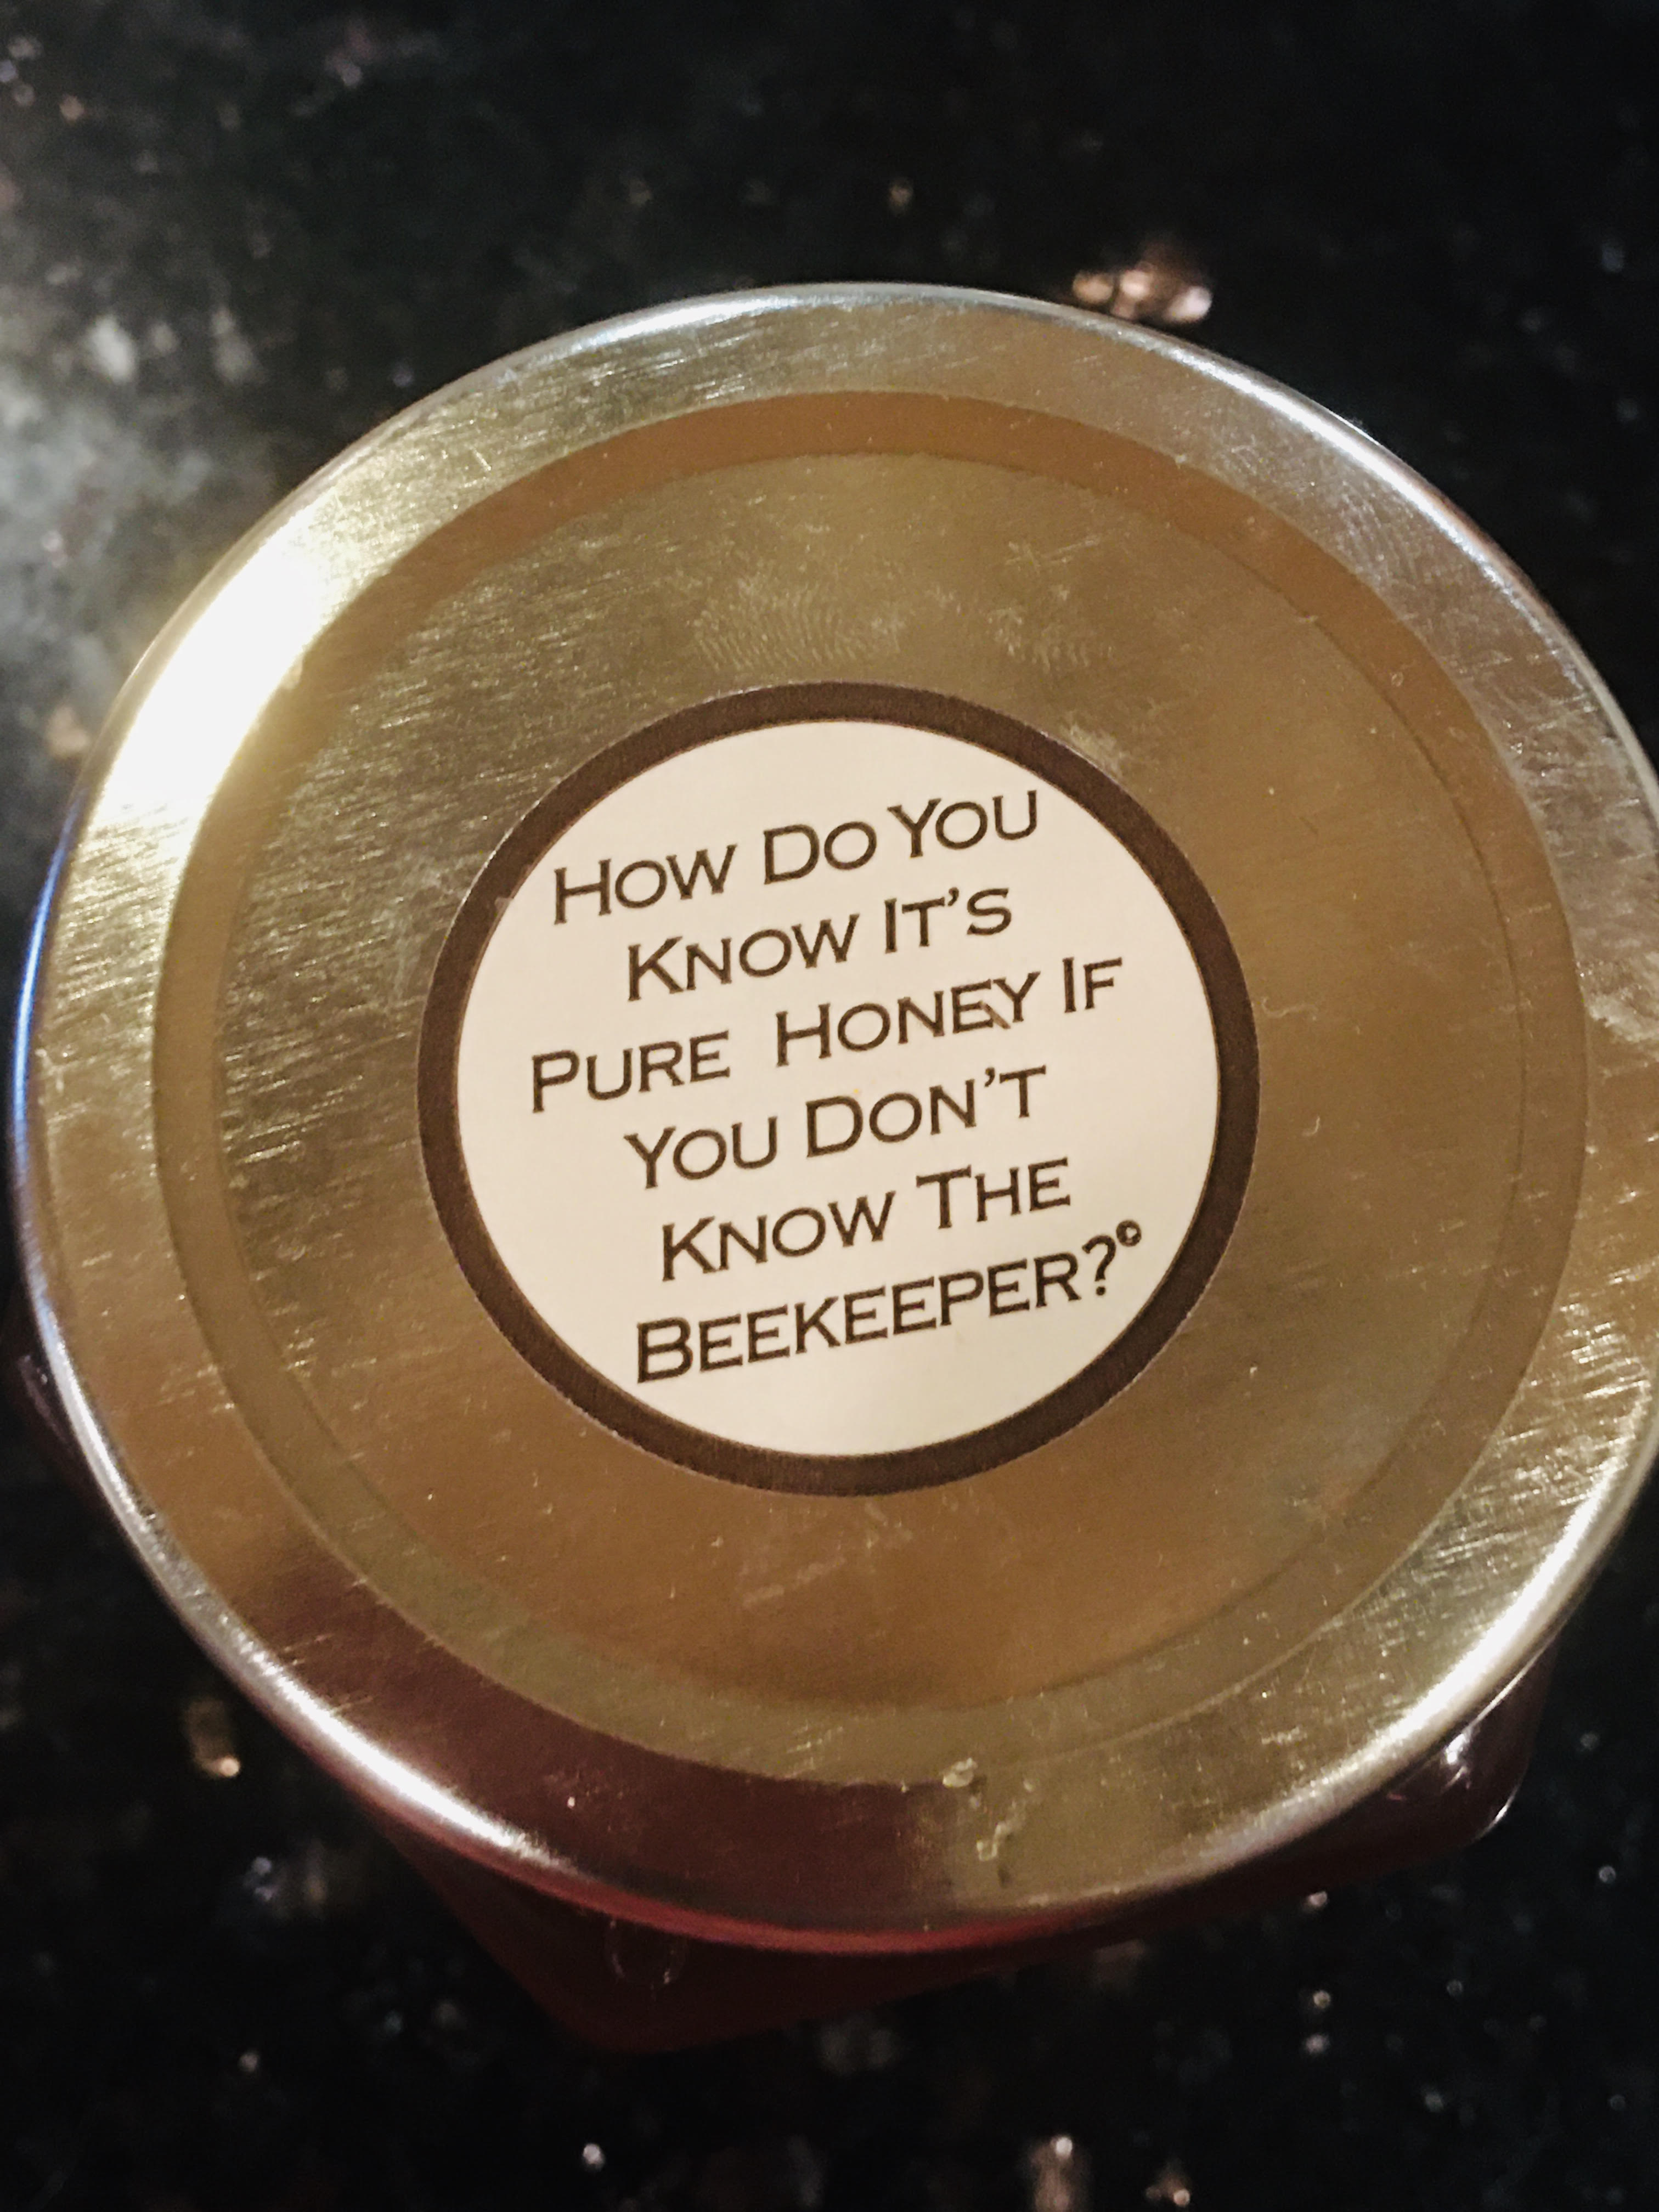 How Do You
Know It's
Pure Honey If
You Don't
Know The
Beekeeper?©